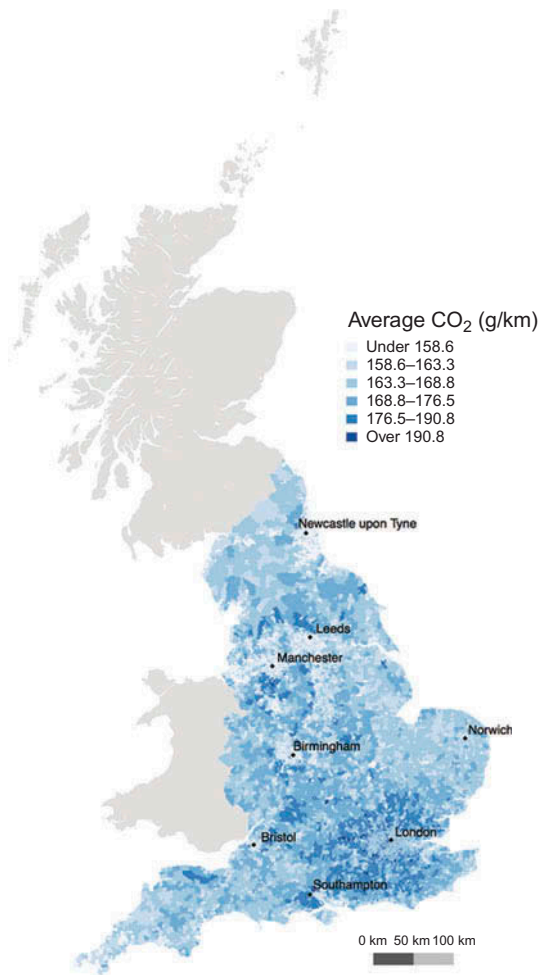 Average CO₂ (g/km)
Under 158.6
158.6–163.3
163.3–168.8
168.8–176.5
176.5–190.8
Over 190.8
Newcastle upon Tyne
Leeds
Manchester
Norwich
Birmingham
London
Bristol
Southampton
0 km 50 km 100 km